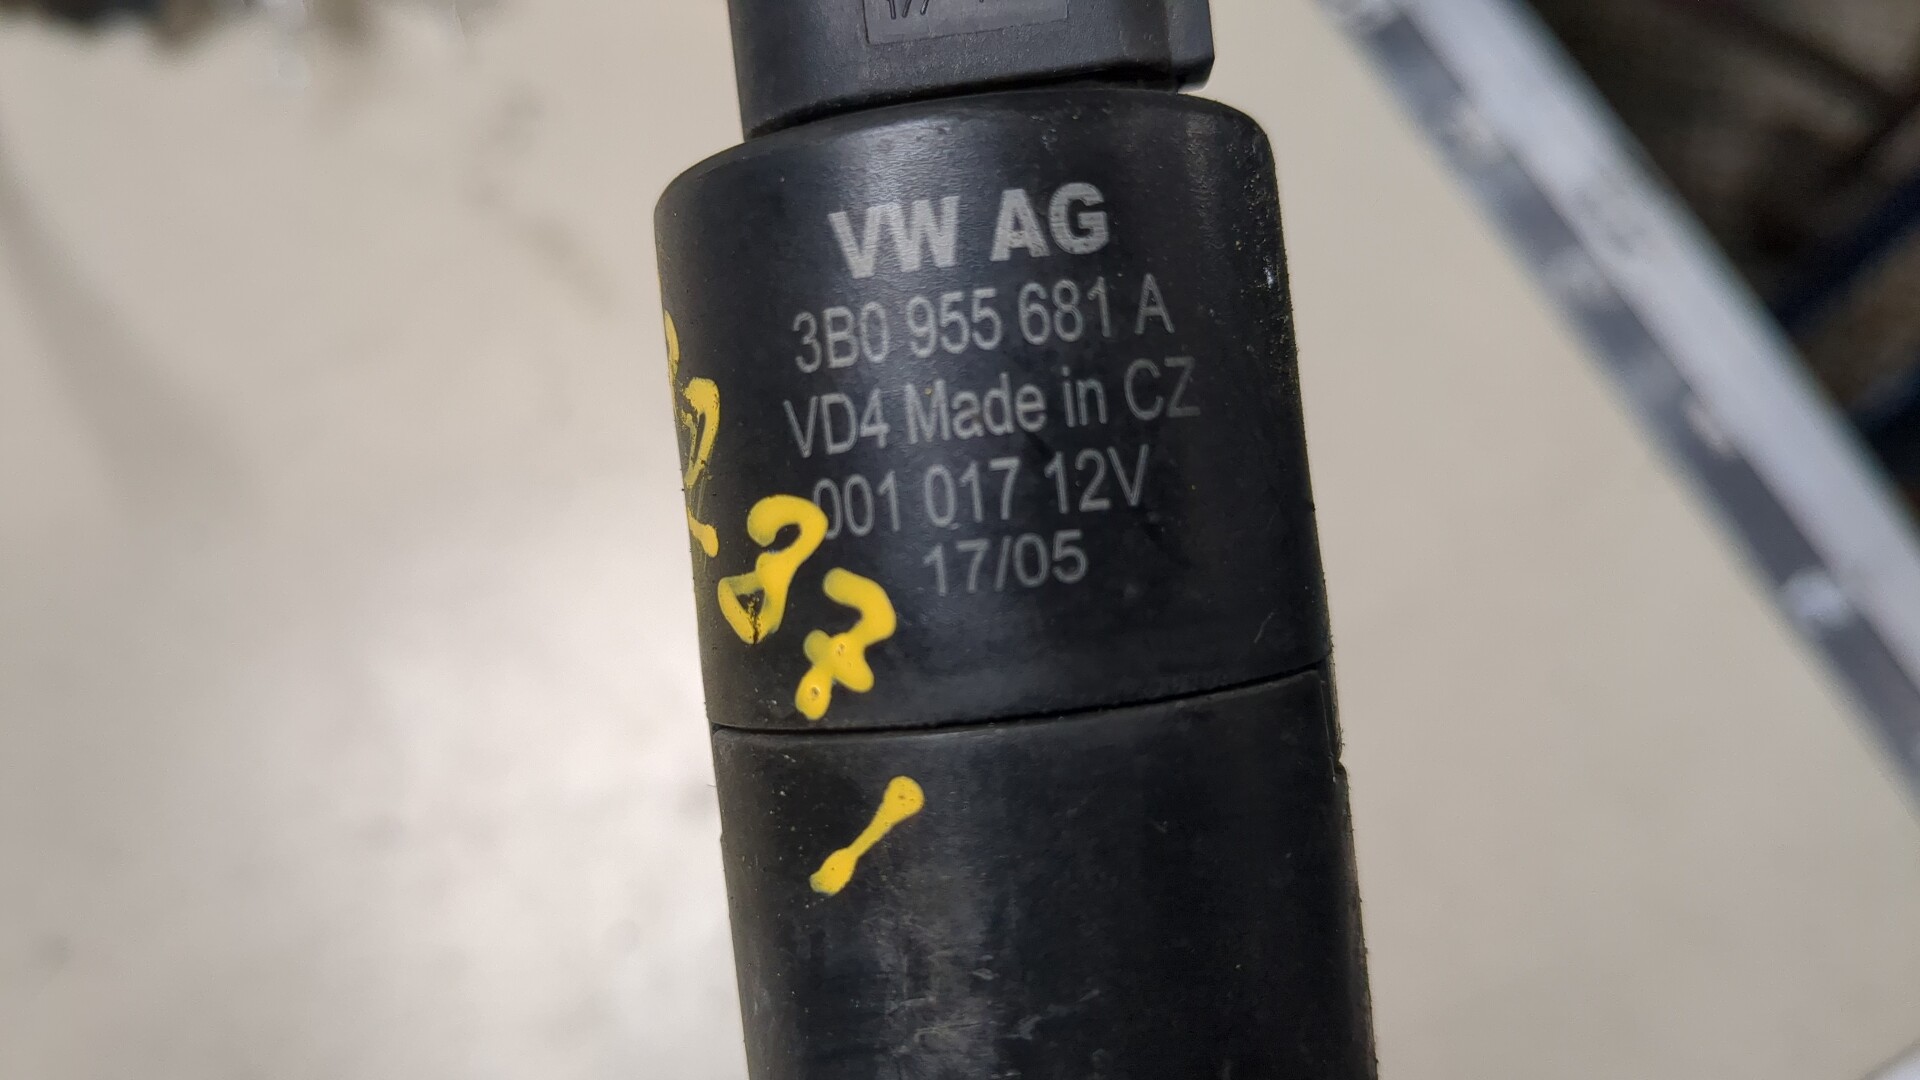 VW AG
3B0 955 681 A
VD4 Made in CZ
001 017 12V
17/05